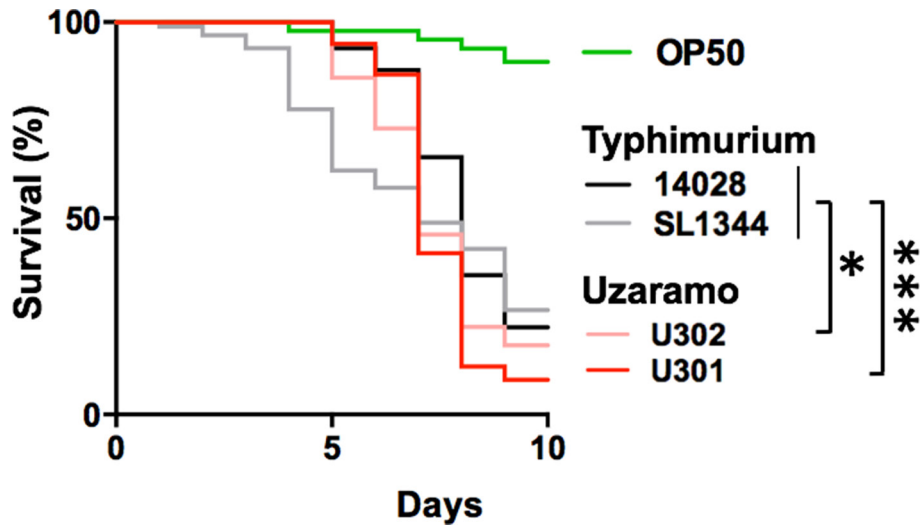 100
50
0
Survival (%)
0
5
10
Days
OP50
Typhimurium
14028
SL1344
Uzaramo
U302
U301
*
***